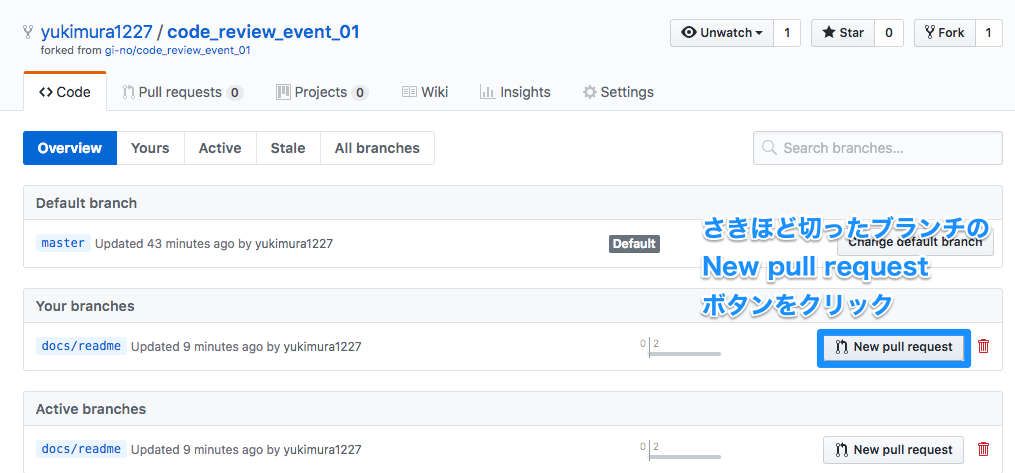 yukimura1227 / code_review_event_01
forked from gi-no/code_review_event_01
Unwatch 1 Star 0 Fork 1
Code Pull requests 0 Projects 0 Wiki Insights Settings
Overview Yours Active Stale All branches Search branches...
Default branch
master Updated 43 minutes ago by yukimura1227 Default Change default branch
さきほど切ったブランチの
New pull request
ボタンをクリック
Your branches
docs/readme Updated 9 minutes ago by yukimura1227 0 2 New pull request
Active branches
docs/readme Updated 9 minutes ago by yukimura1227 0 2 New pull request